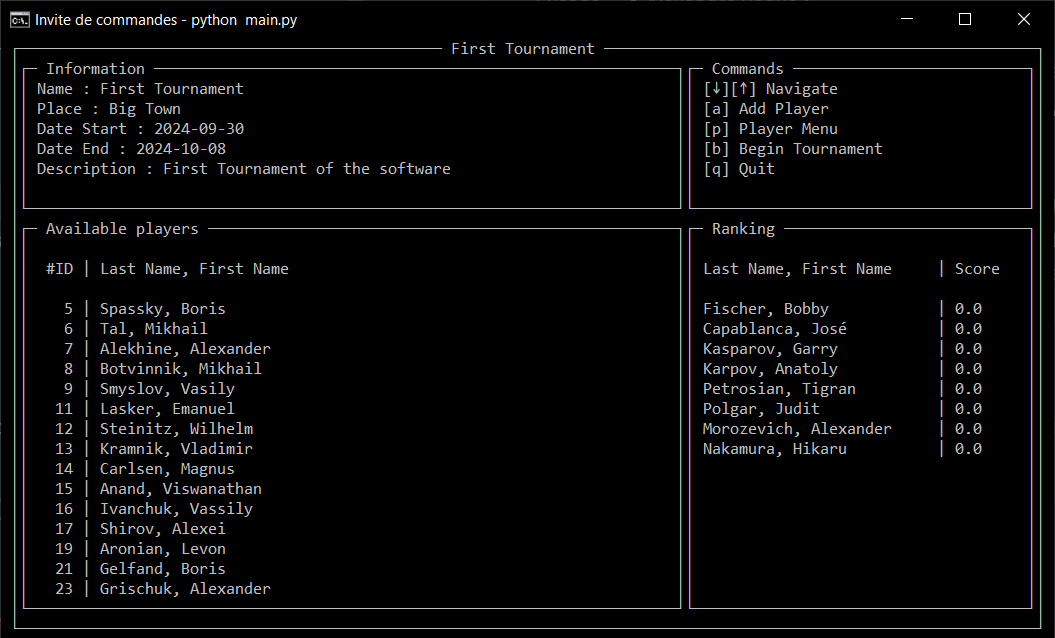 Invite de commandes - python  main.py
First Tournament
Information
Name : First Tournament
Place : Big Town
Date Start : 2024-09-30
Date End : 2024-10-08
Description : First Tournament of the software
Commands
[↓][↑] Navigate
[a] Add Player
[p] Player Menu
[b] Begin Tournament
[q] Quit
Available players
#ID | Last Name, First Name
5 | Spassky, Boris
6 | Tal, Mikhail
7 | Alekhine, Alexander
8 | Botvinnik, Mikhail
9 | Smyslov, Vasily
11 | Lasker, Emanuel
12 | Steinitz, Wilhelm
13 | Kramnik, Vladimir
14 | Carlsen, Magnus
15 | Anand, Viswanathan
16 | Ivanchuk, Vassily
17 | Shirov, Alexei
19 | Aronian, Levon
21 | Gelfand, Boris
23 | Grischuk, Alexander
Ranking
Last Name, First Name | Score
Fischer, Bobby | 0.0
Capablanca, José | 0.0
Kasparov, Garry | 0.0
Karpov, Anatoly | 0.0
Petrosian, Tigran | 0.0
Polgar, Judit | 0.0
Morozevich, Alexander | 0.0
Nakamura, Hikaru | 0.0